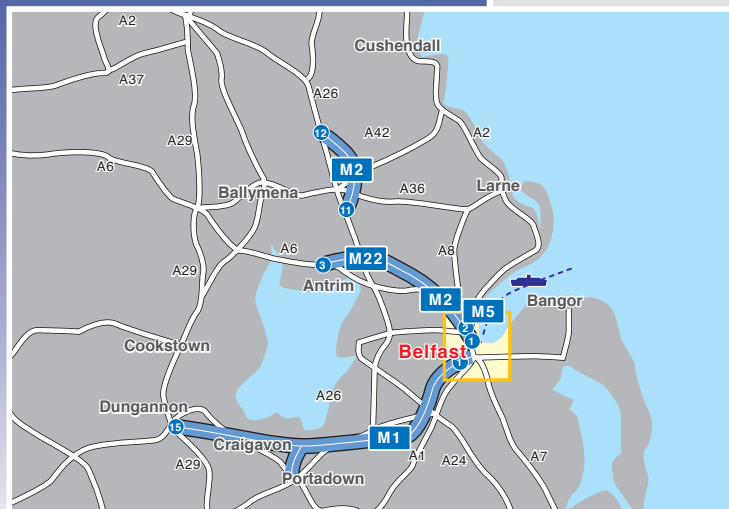 A2
Cushendall
A37
A26
12
A42
A2
A29
A6
M2
Ballymena
A36
Larne
11
A6
A8
3
M22
A29
Antrim
M2
M5
Bangor
2
1
Cookstown
Belfast
1
A26
Dungannon
15
Craigavon
M1
A29
A1
A24
A7
Portadown